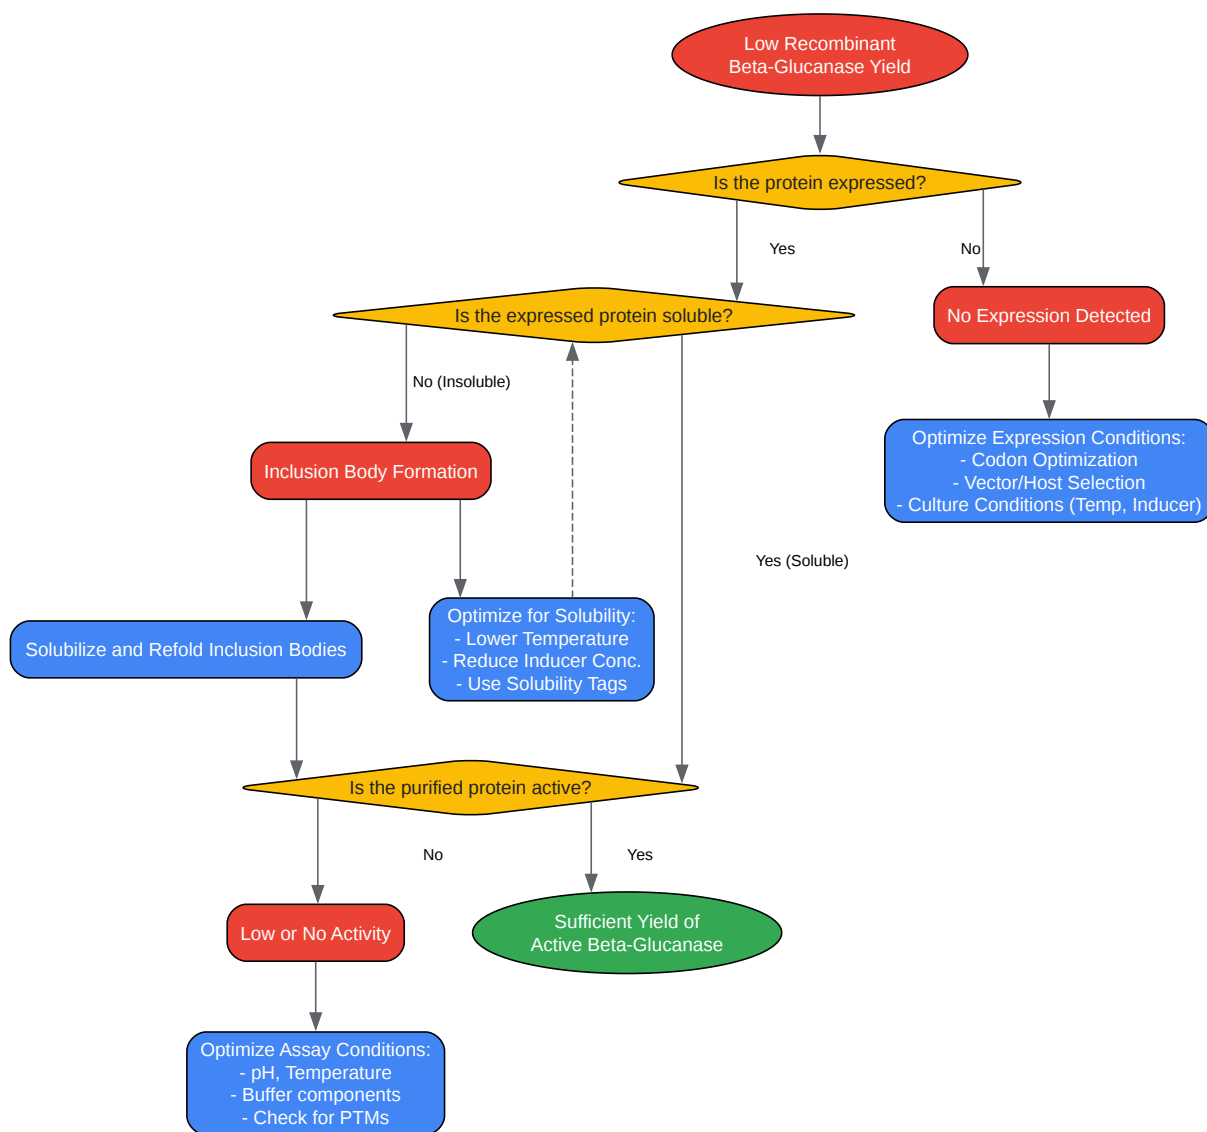 Low Recombinant
Beta-Glucanase Yield
Is the protein expressed?
Yes
No
Is the expressed protein soluble?
No Expression Detected
No (Insoluble)
Optimize Expression Conditions:
- Codon Optimization
- Vector/Host Selection
- Culture Conditions (Temp, Inducer)
Inclusion Body Formation
Yes (Soluble)
Solubilize and Refold Inclusion Bodies
Optimize for Solubility:
- Lower Temperature
- Reduce Inducer Conc.
- Use Solubility Tags
Is the purified protein active?
No
Yes
Low or No Activity
Sufficient Yield of
Active Beta-Glucanase
Optimize Assay Conditions:
- pH, Temperature
- Buffer components
- Check for PTMs